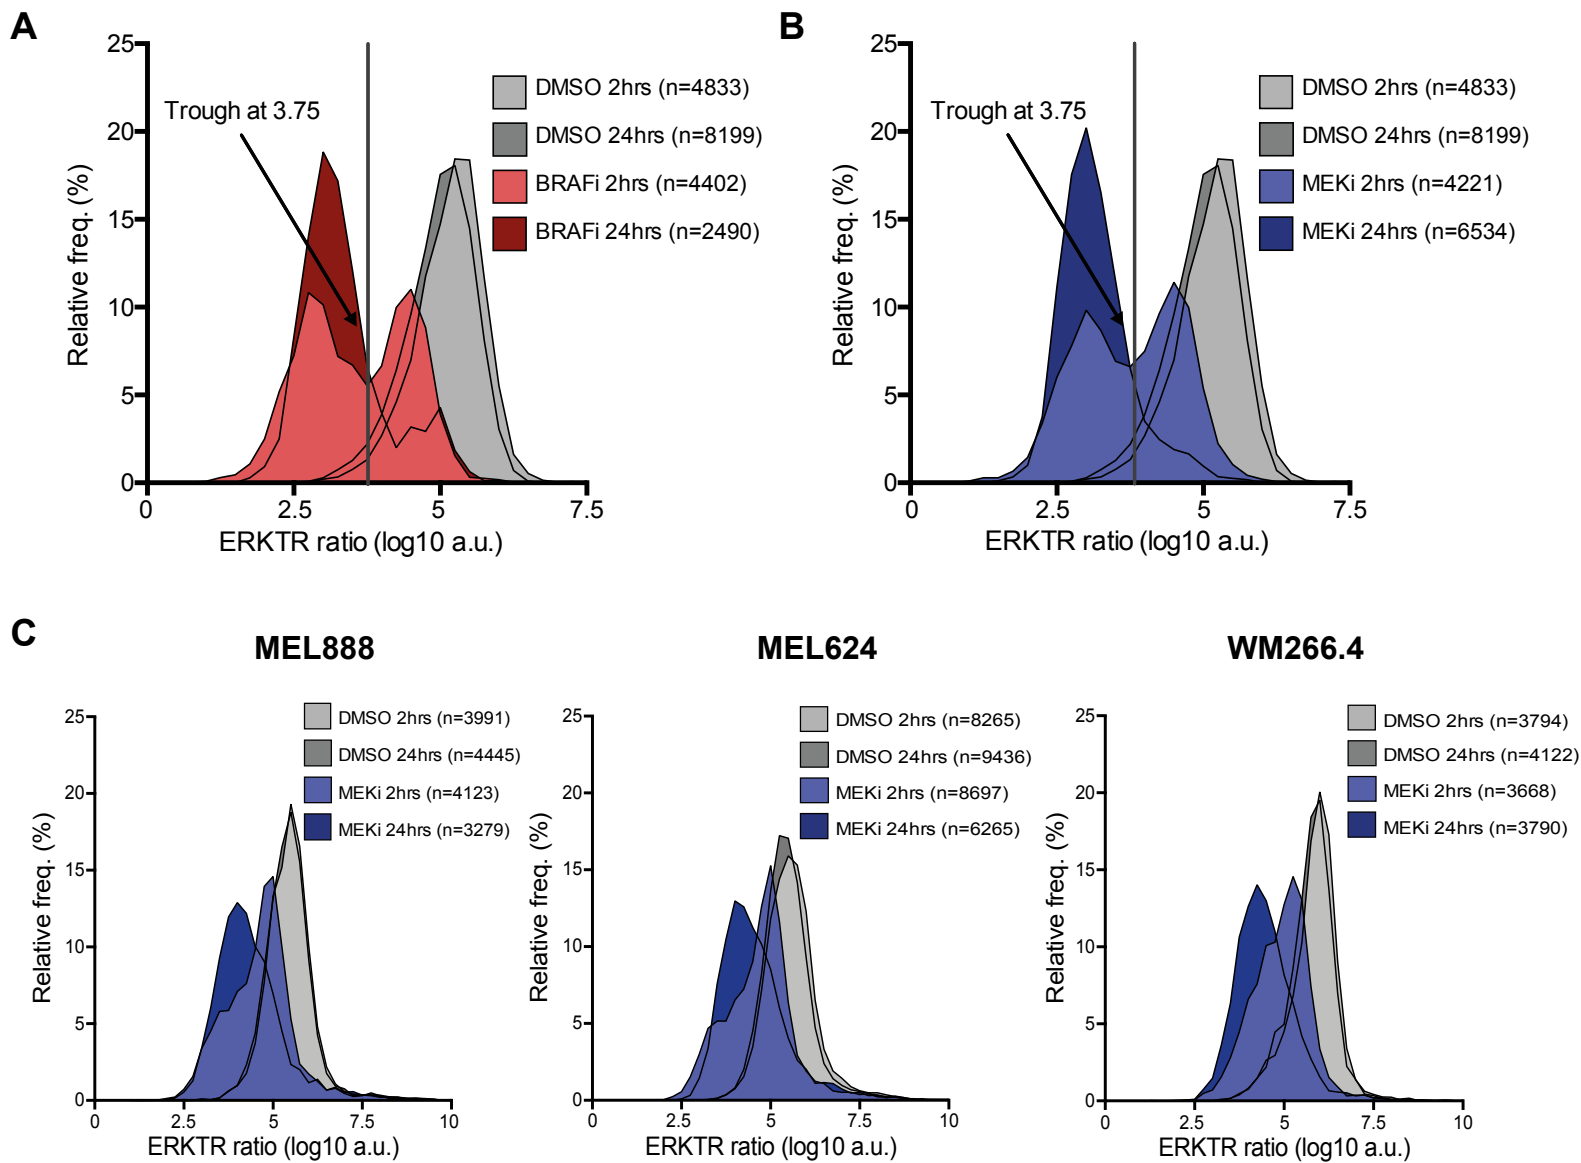 A
25
20
15
10
5
0
Relative freq. (%)
Trough at 3.75
DMSO 2hrs (n=4833)
DMSO 24hrs (n=8199)
BRAFi 2hrs (n=4402)
BRAFi 24hrs (n=2490)
0 2.5 5 7.5
ERKTR ratio (log10 a.u.)
B
25
20
15
10
5
0
Relative freq. (%)
Trough at 3.75
DMSO 2hrs (n=4833)
DMSO 24hrs (n=8199)
MEKi 2hrs (n=4221)
MEKi 24hrs (n=6534)
0 2.5 5 7.5
ERKTR ratio (log10 a.u.)
C
MEL888
25
20
15
10
5
0
Relative freq. (%)
DMSO 2hrs (n=3991)
DMSO 24hrs (n=4445)
MEKi 2hrs (n=4123)
MEKi 24hrs (n=3279)
0 2.5 5 7.5 10
ERKTR ratio (log10 a.u.)
MEL624
25
20
15
10
5
0
Relative freq. (%)
DMSO 2hrs (n=8265)
DMSO 24hrs (n=9436)
MEKi 2hrs (n=8697)
MEKi 24hrs (n=6265)
0 2.5 5 7.5 10
ERKTR ratio (log10 a.u.)
WM266.4
25
20
15
10
5
0
Relative freq. (%)
DMSO 2hrs (n=3794)
DMSO 24hrs (n=4122)
MEKi 2hrs (n=3668)
MEKi 24hrs (n=3790)
0 2.5 5 7.5 10
ERKTR ratio (log10 a.u.)